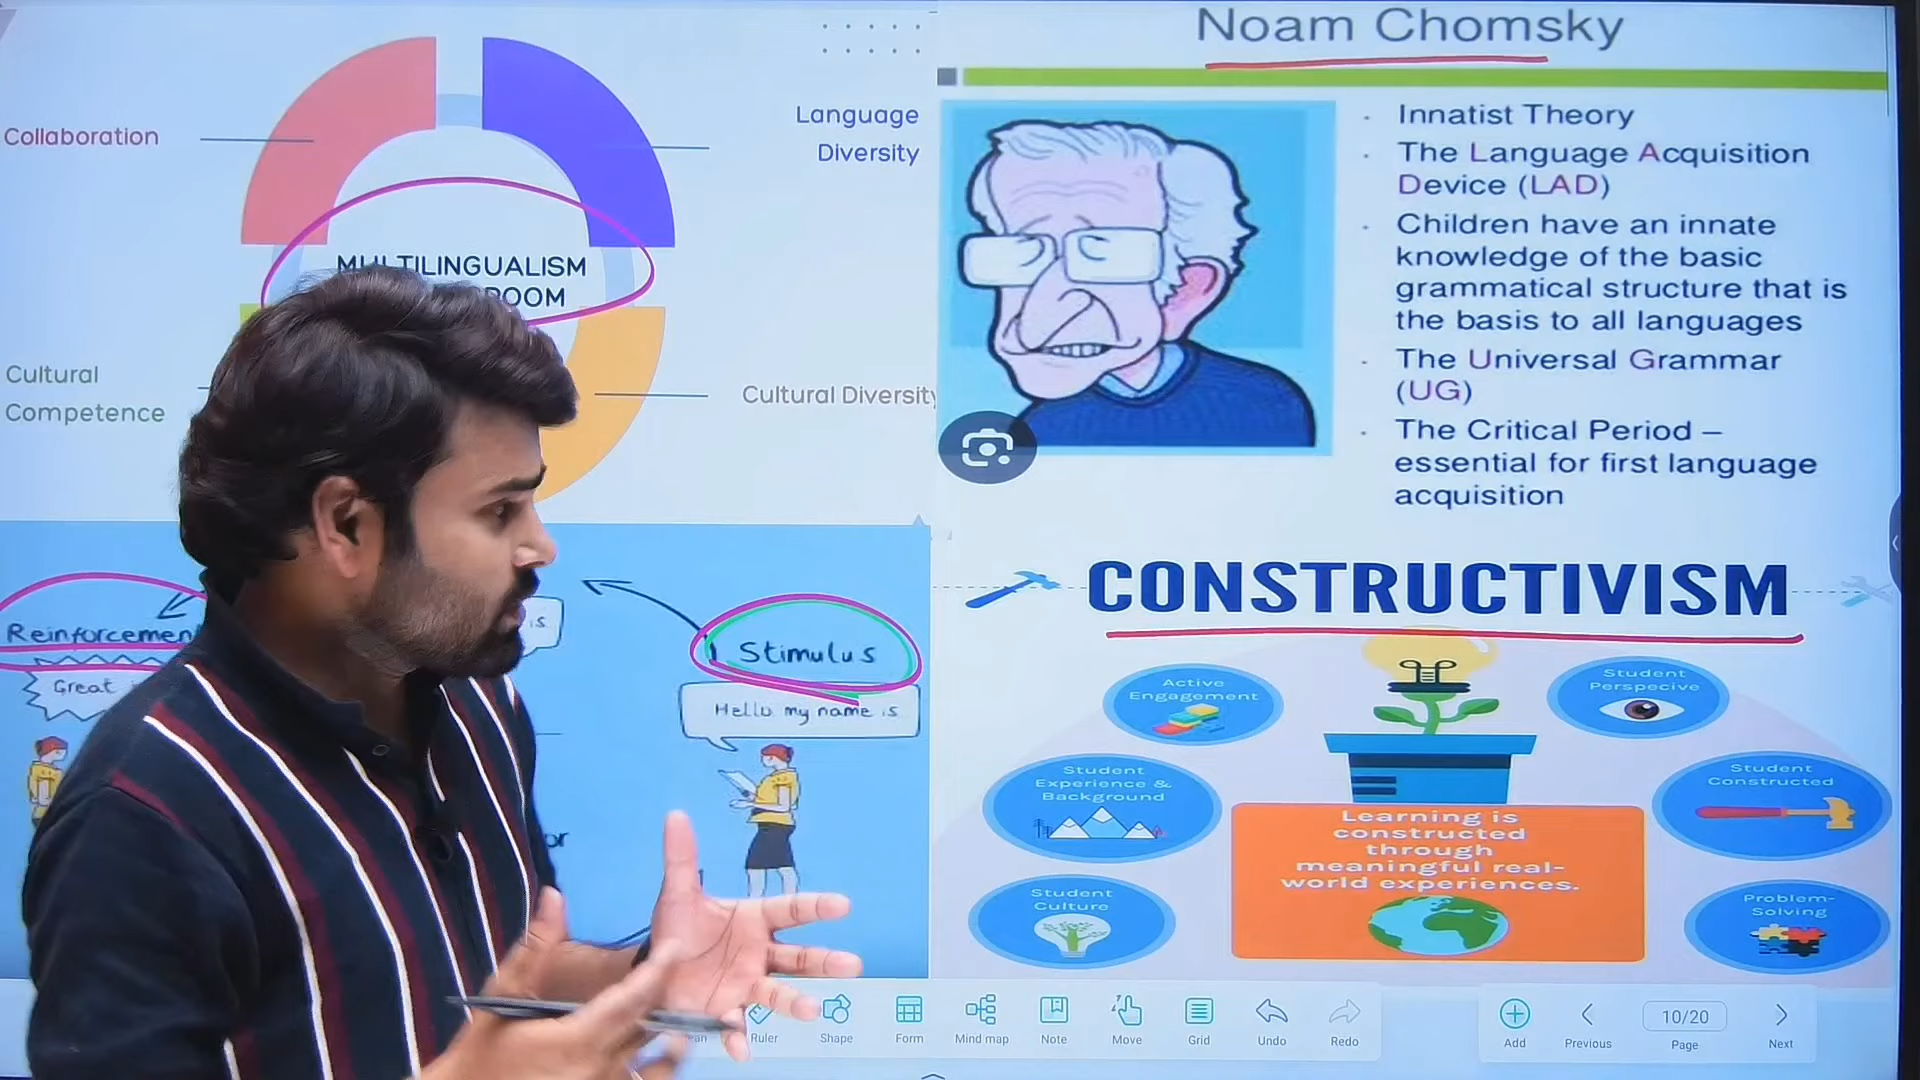 Collaboration
Language
Diversity
MULTILINGUALISM
Cultural
Competence
Cultural Diversity
Reinforcemen
Great
is
Stimulus
Hello my name is
or
Noam Chomsky
Innatist Theory
The Language Acquisition
Device (LAD)
Children have an innate
knowledge of the basic
grammatical structure that is
the basis to all languages
The Universal Grammar
(UG)
The Critical Period –
essential for first language
acquisition
CONSTRUCTIVISM
Active
Engagement
Student
Perspecive
Student
Experience &
Background
Student
Constructed
Learning is
constructed
through
meaningful real-
world experiences.
Student
Culture
Problem-
Solving
Ruler
Shape
Form
Mind map
Note
Move
Grid
Undo
Redo
Add
Previous
10/20
Page
Next